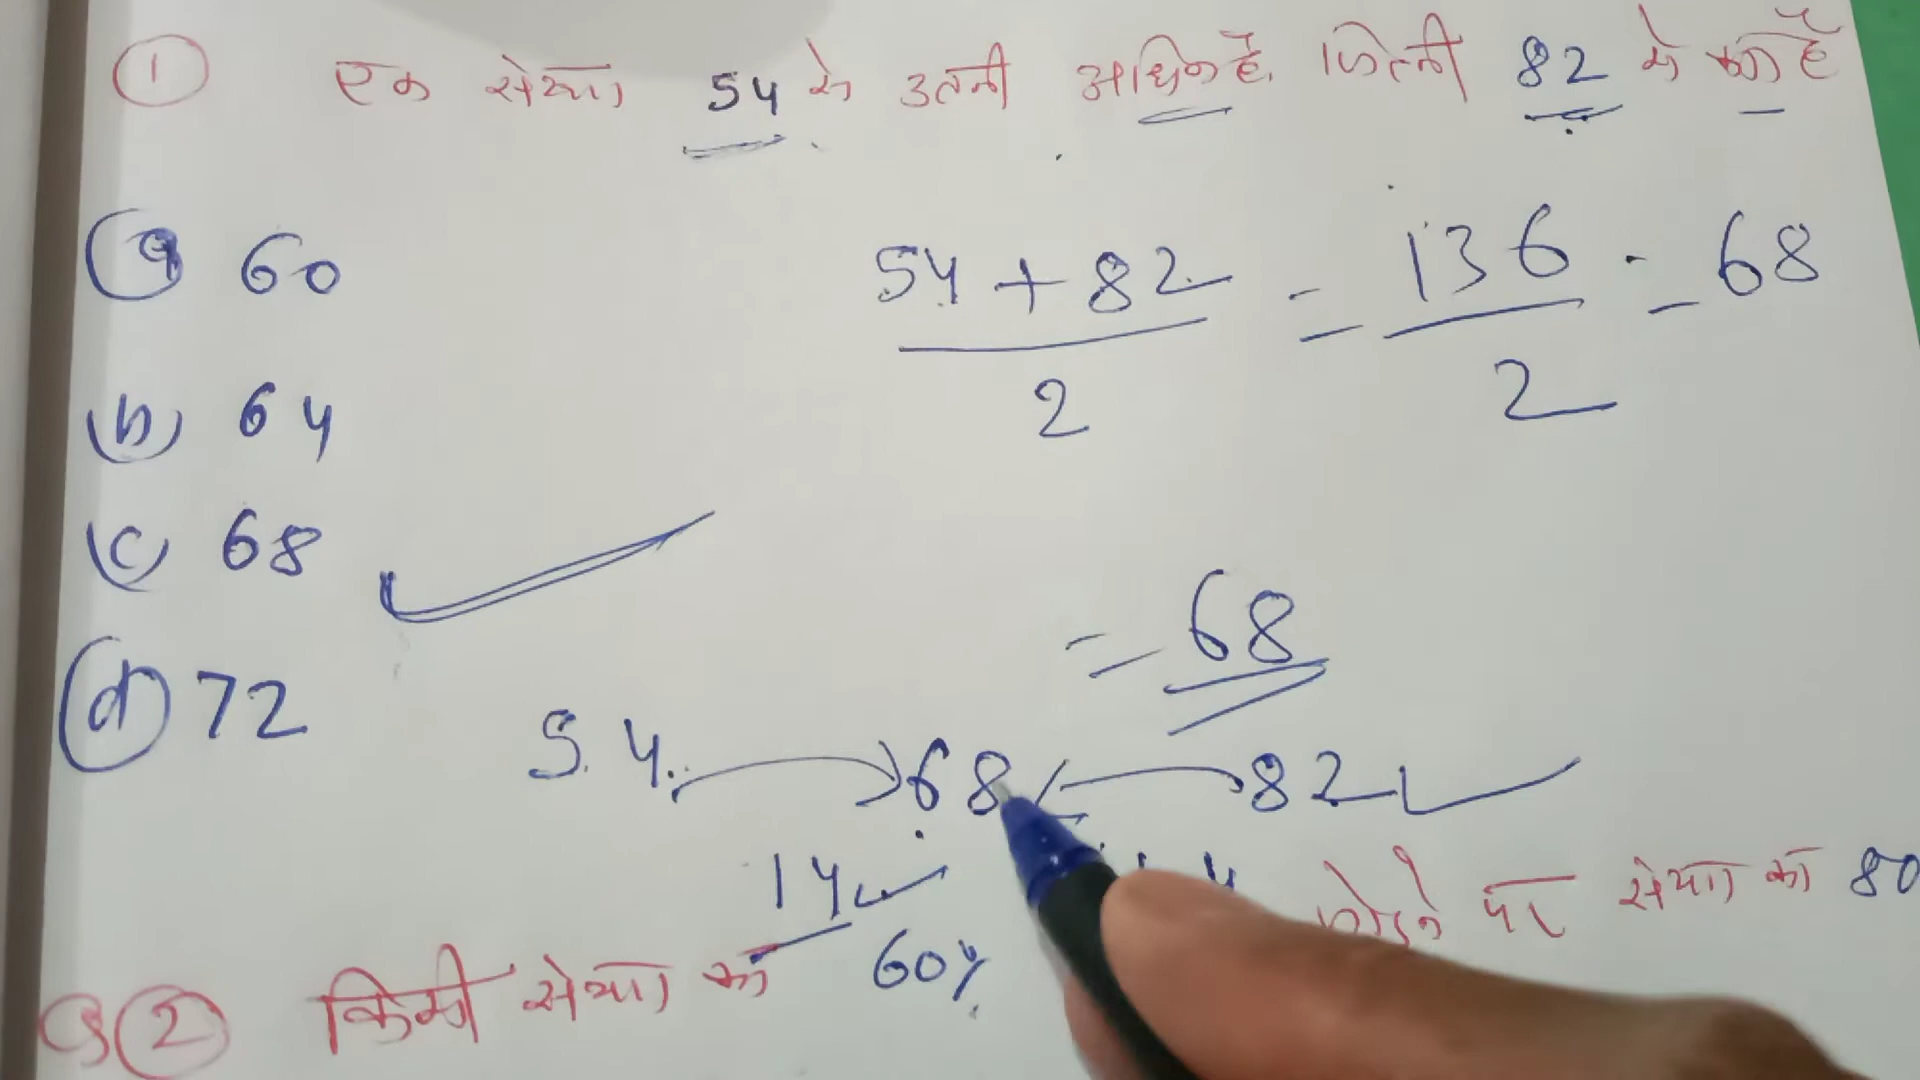 1 एक संख्या 54 से उतनी अधिक है. जितनी 82 से कम है
(a) 60
54 + 82 / 2 = 136 / 2 = 68
(b) 64
(c) 68
= 68
(d) 72
54 68 82
14
Q 2 किसी संख्या का 60% जोड़ने पर संख्या का 80